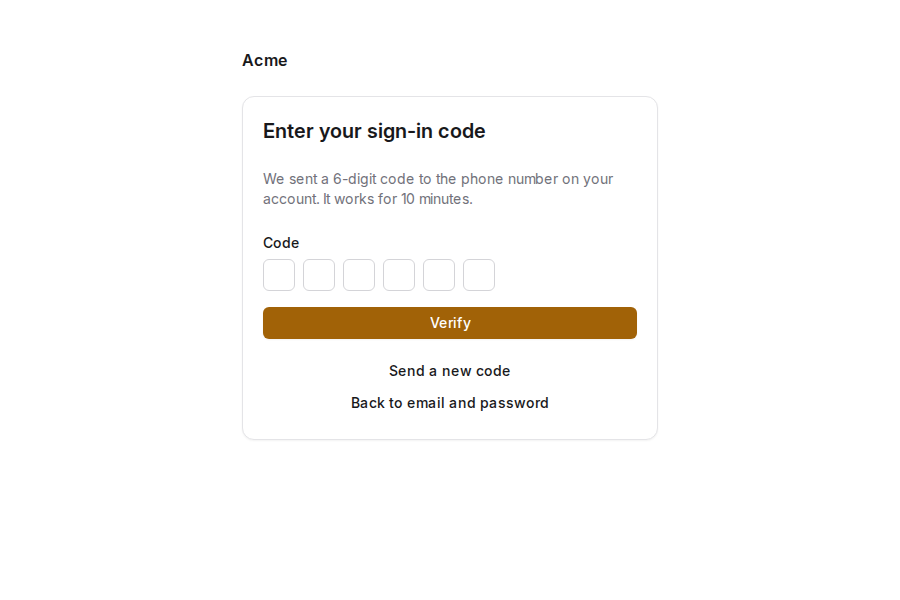 Acme
Enter your sign-in code
We sent a 6-digit code to the phone number on your
account. It works for 10 minutes.
Code
Verify
Send a new code
Back to email and password